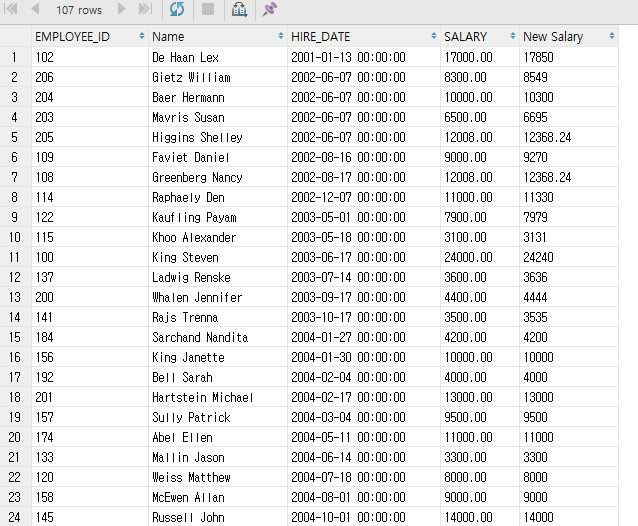 107 rows
EMPLOYEE_ID Name HIRE_DATE SALARY New Salary
1 102 De Haan Lex 2001-01-13 00:00:00 17000.00 17850
2 206 Gietz William 2002-06-07 00:00:00 8300.00 8549
3 204 Baer Hermann 2002-06-07 00:00:00 10000.00 10300
4 203 Mavris Susan 2002-06-07 00:00:00 6500.00 6695
5 205 Higgins Shelley 2002-06-07 00:00:00 12008.00 12368.24
6 109 Faviet Daniel 2002-08-16 00:00:00 9000.00 9270
7 108 Greenberg Nancy 2002-08-17 00:00:00 12008.00 12368.24
8 114 Raphaely Den 2002-12-07 00:00:00 11000.00 11330
9 122 Kaufling Payam 2003-05-01 00:00:00 7900.00 7979
10 115 Khoo Alexander 2003-05-18 00:00:00 3100.00 3131
11 100 King Steven 2003-06-17 00:00:00 24000.00 24240
12 137 Ladwig Renske 2003-07-14 00:00:00 3600.00 3636
13 200 Whalen Jennifer 2003-09-17 00:00:00 4400.00 4444
14 141 Rajs Trenna 2003-10-17 00:00:00 3500.00 3535
15 184 Sarchand Nandita 2004-01-27 00:00:00 4200.00 4200
16 156 King Janette 2004-01-30 00:00:00 10000.00 10000
17 192 Bell Sarah 2004-02-04 00:00:00 4000.00 4000
18 201 Hartstein Michael 2004-02-17 00:00:00 13000.00 13000
19 157 Sully Patrick 2004-03-04 00:00:00 9500.00 9500
20 174 Abel Ellen 2004-05-11 00:00:00 11000.00 11000
21 133 Mallin Jason 2004-06-14 00:00:00 3300.00 3300
22 120 Weiss Matthew 2004-07-18 00:00:00 8000.00 8000
23 158 McEwen Allan 2004-08-01 00:00:00 9000.00 9000
24 145 Russell John 2004-10-01 00:00:00 14000.00 14000